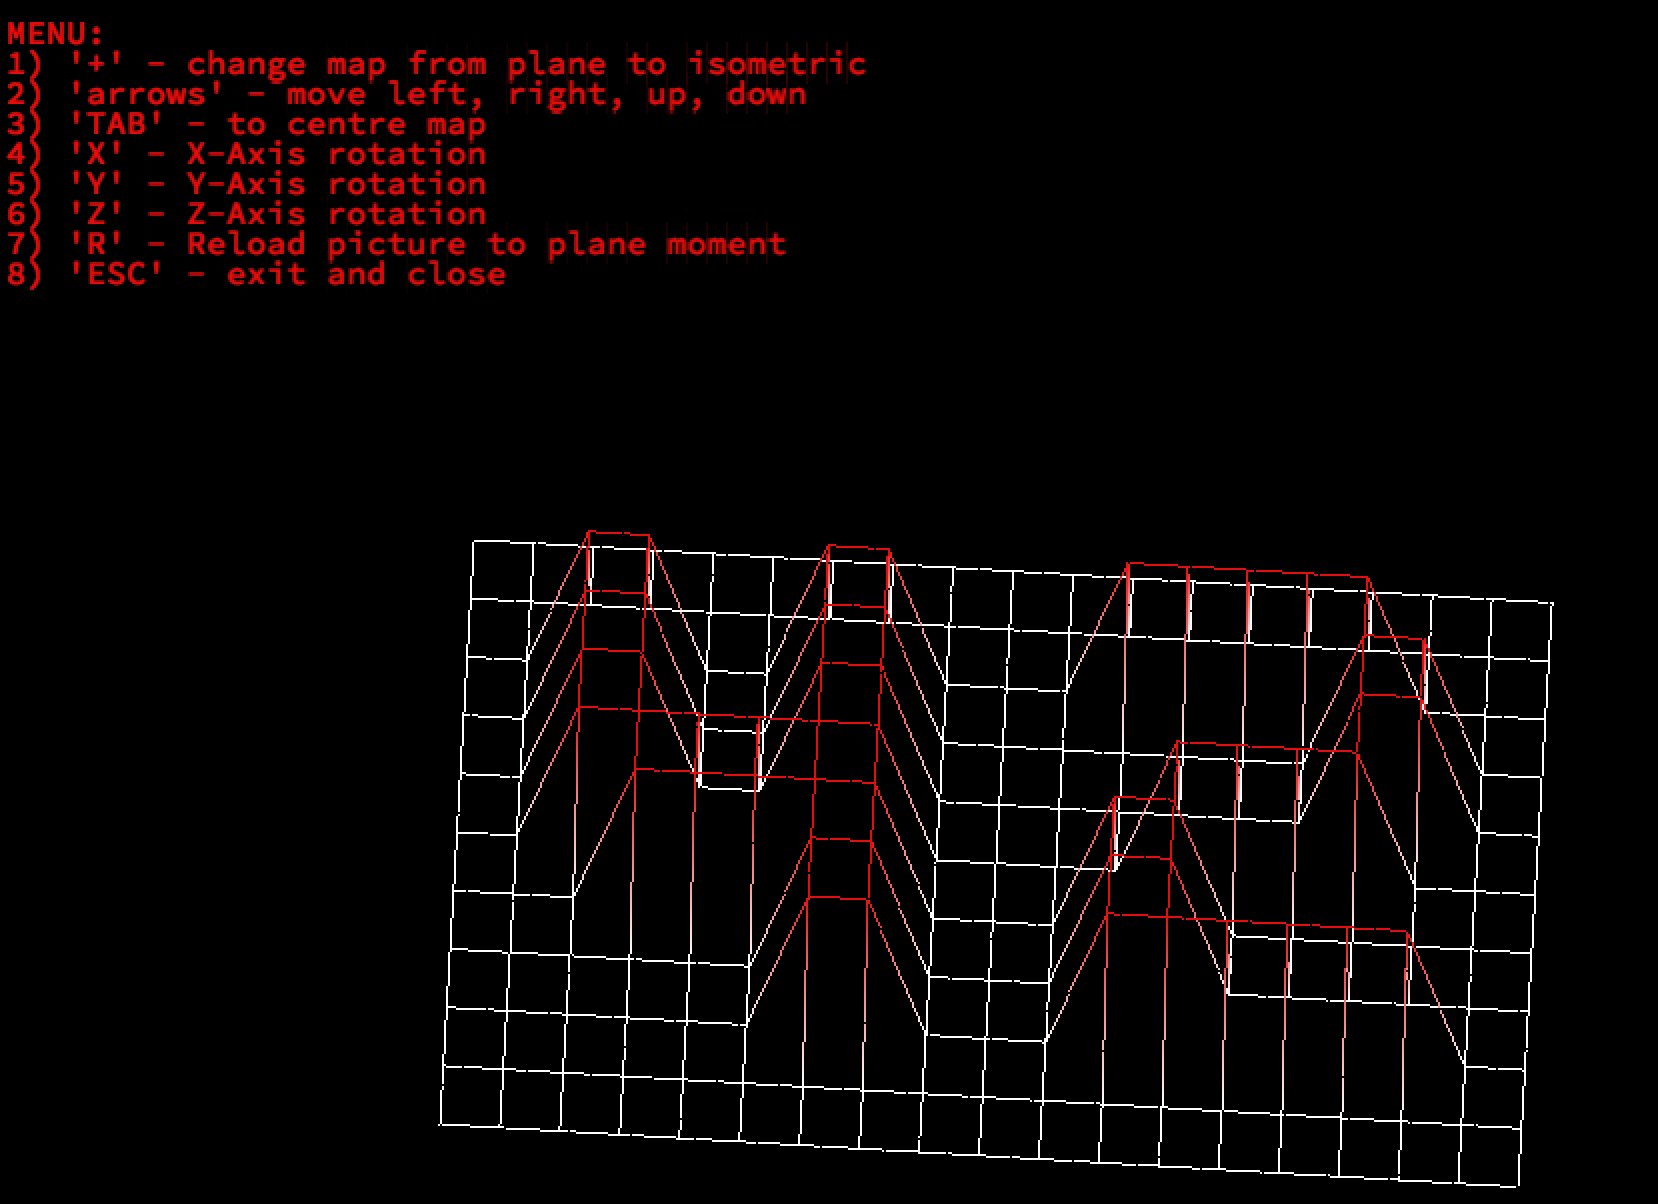 MENU:
1) '+' - change map from plane to isometric
2) 'arrows' - move left, right, up, down
3) 'TAB' - to centre map
4) 'X' - X-Axis rotation
5) 'Y' - Y-Axis rotation
6) 'Z' - Z-Axis rotation
7) 'R' - Reload picture to plane moment
8) 'ESC' - exit and close
42